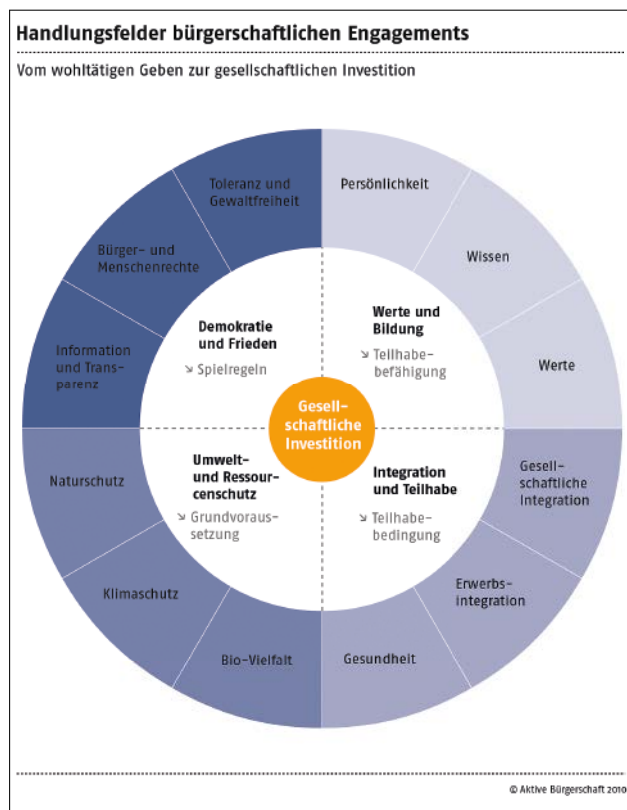 Handlungsfelder bürgerschaftlichen Engagements
Vom wohltätigen Geben zur gesellschaftlichen Investition
Toleranz und
Gewaltfreiheit
Persönlichkeit
Bürger- und
Menschenrechte
Wissen
Information
und Trans-
parenz
Werte
Demokratie
und Frieden
↘ Spielregeln
Werte und
Bildung
↘ Teilhabe-
befähigung
Gesell-
schaftliche
Investition
Umwelt-
und Ressour-
censchutz
↘ Grundvoraus-
setzung
Integration
und Teilhabe
↘ Teilhabe-
bedingung
Naturschutz
Gesell-
schaftliche
Integration
Klimaschutz
Erwerbs-
integration
Bio-Vielfalt
Gesundheit
© Aktive Bürgerschaft 2010